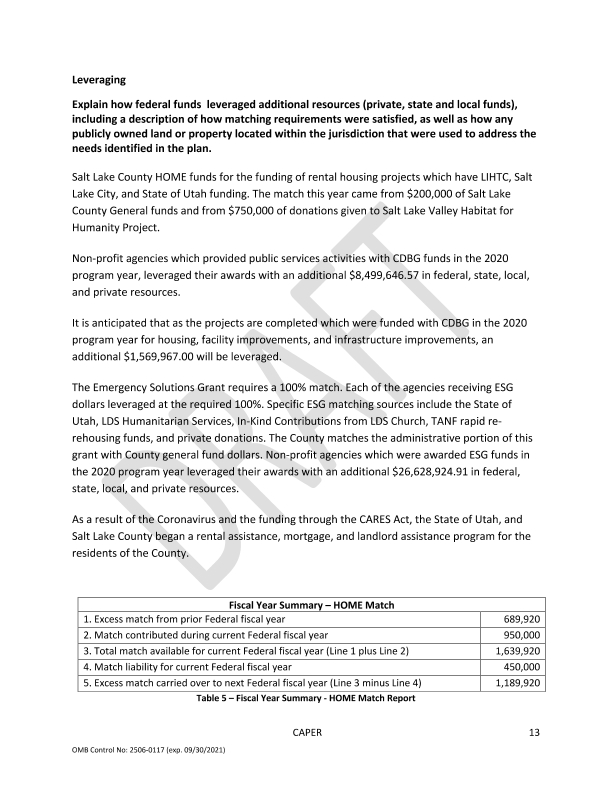 Leveraging
Explain how federal funds  leveraged additional resources (private, state and local funds),
including a description of how matching requirements were satisfied, as well as how any
publicly owned land or property located within the jurisdiction that were used to address the
needs identified in the plan.
Salt Lake County HOME funds for the funding of rental housing projects which have LIHTC, Salt
Lake City, and State of Utah funding. The match this year came from $200,000 of Salt Lake
County General funds and from $750,000 of donations given to Salt Lake Valley Habitat for
Humanity Project.
Non-profit agencies which provided public services activities with CDBG funds in the 2020
program year, leveraged their awards with an additional $8,499,646.57 in federal, state, local,
and private resources.
It is anticipated that as the projects are completed which were funded with CDBG in the 2020
program year for housing, facility improvements, and infrastructure improvements, an
additional $1,569,967.00 will be leveraged.
The Emergency Solutions Grant requires a 100% match. Each of the agencies receiving ESG
dollars leveraged at the required 100%. Specific ESG matching sources include the State of
Utah, LDS Humanitarian Services, In-Kind Contributions from LDS Church, TANF rapid re-
rehousing funds, and private donations. The County matches the administrative portion of this
grant with County general fund dollars. Non-profit agencies which were awarded ESG funds in
the 2020 program year leveraged their awards with an additional $26,628,924.91 in federal,
state, local, and private resources.
As a result of the Coronavirus and the funding through the CARES Act, the State of Utah, and
Salt Lake County began a rental assistance, mortgage, and landlord assistance program for the
residents of the County.
DRAFT
Fiscal Year Summary – HOME Match
1. Excess match from prior Federal fiscal year 689,920
2. Match contributed during current Federal fiscal year 950,000
3. Total match available for current Federal fiscal year (Line 1 plus Line 2) 1,639,920
4. Match liability for current Federal fiscal year 450,000
5. Excess match carried over to next Federal fiscal year (Line 3 minus Line 4) 1,189,920
Table 5 – Fiscal Year Summary - HOME Match Report
CAPER 13
OMB Control No: 2506-0117 (exp. 09/30/2021)